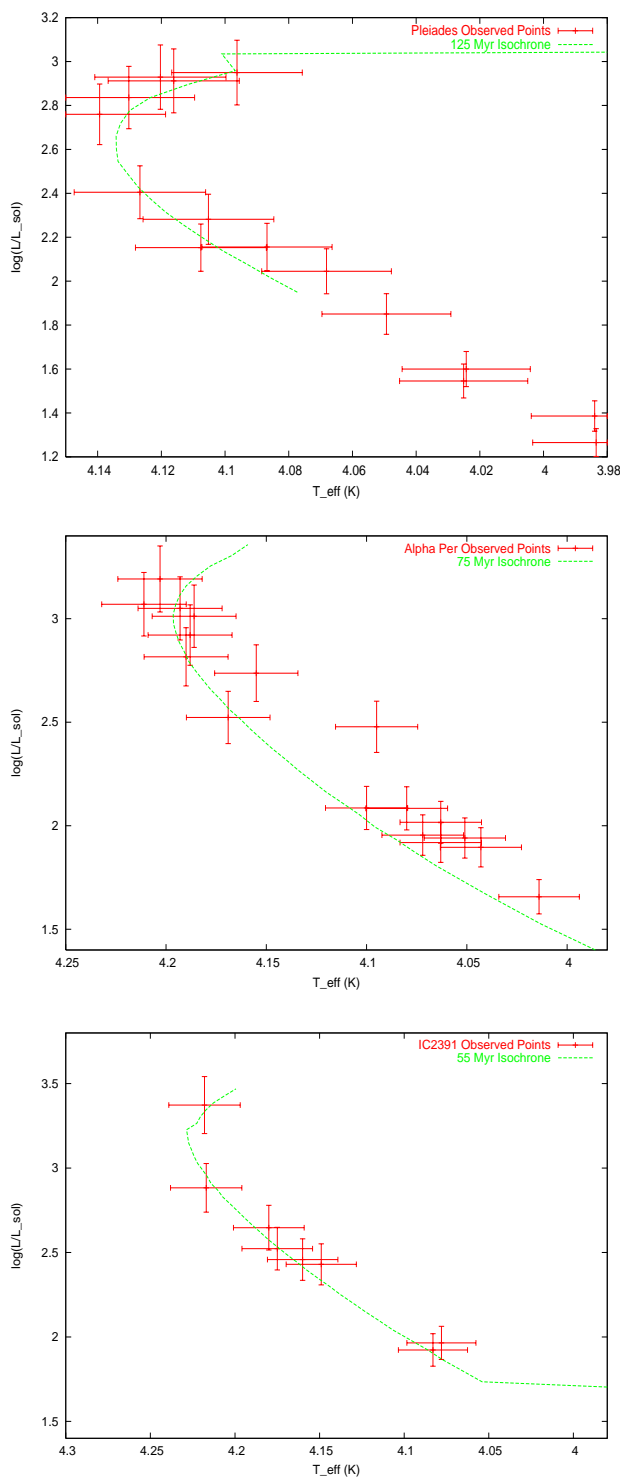 3.2
3
2.8
2.6
2.4
2.2
2
1.8
1.6
1.4
1.2
log(L/L_sol)
Pleiades Observed Points
125 Myr Isochrone
4.14 4.12 4.1 4.08 4.06 4.04 4.02 4 3.98
T_eff (K)
3
2.5
2
1.5
log(L/L_sol)
Alpha Per Observed Points
75 Myr Isochrone
4.25 4.2 4.15 4.1 4.05 4
T_eff (K)
3.5
3
2.5
2
1.5
log(L/L_sol)
IC2391 Observed Points
55 Myr Isochrone
4.3 4.25 4.2 4.15 4.1 4.05 4
T_eff (K)